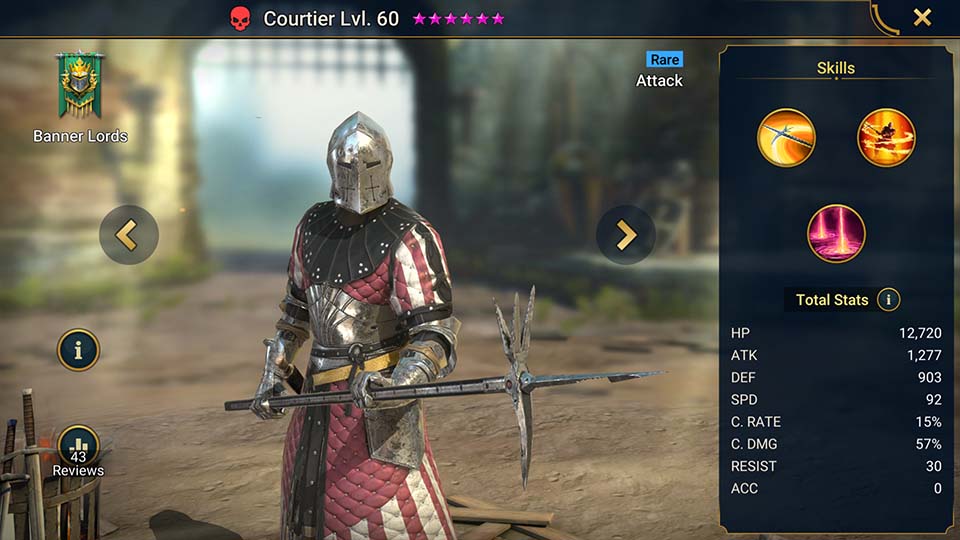 Courtier Lvl. 60
Banner Lords
Rare
Attack
43
Reviews
Skills
Total Stats
HP 12,720
ATK 1,277
DEF 903
SPD 92
C. RATE 15%
C. DMG 57%
RESIST 30
ACC 0